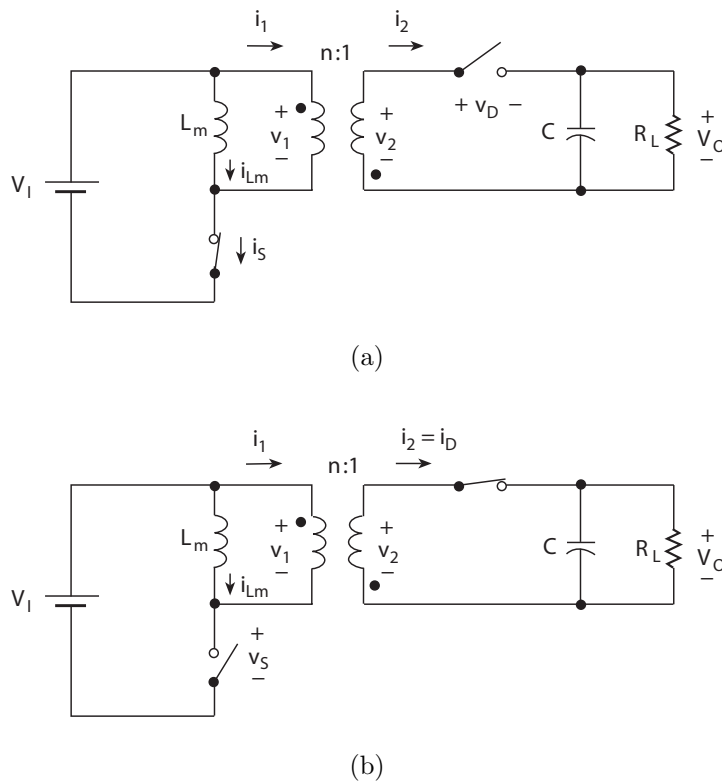 i1 i2
n:1
+ + + vD − +
Lm v1 v2 C RL VO
− − −
VI iLm
iS
(a)
i1 i2 = iD
n:1
+ + +
Lm v1 v2 C RL VO
− − −
VI iLm
+
vS
−
(b)